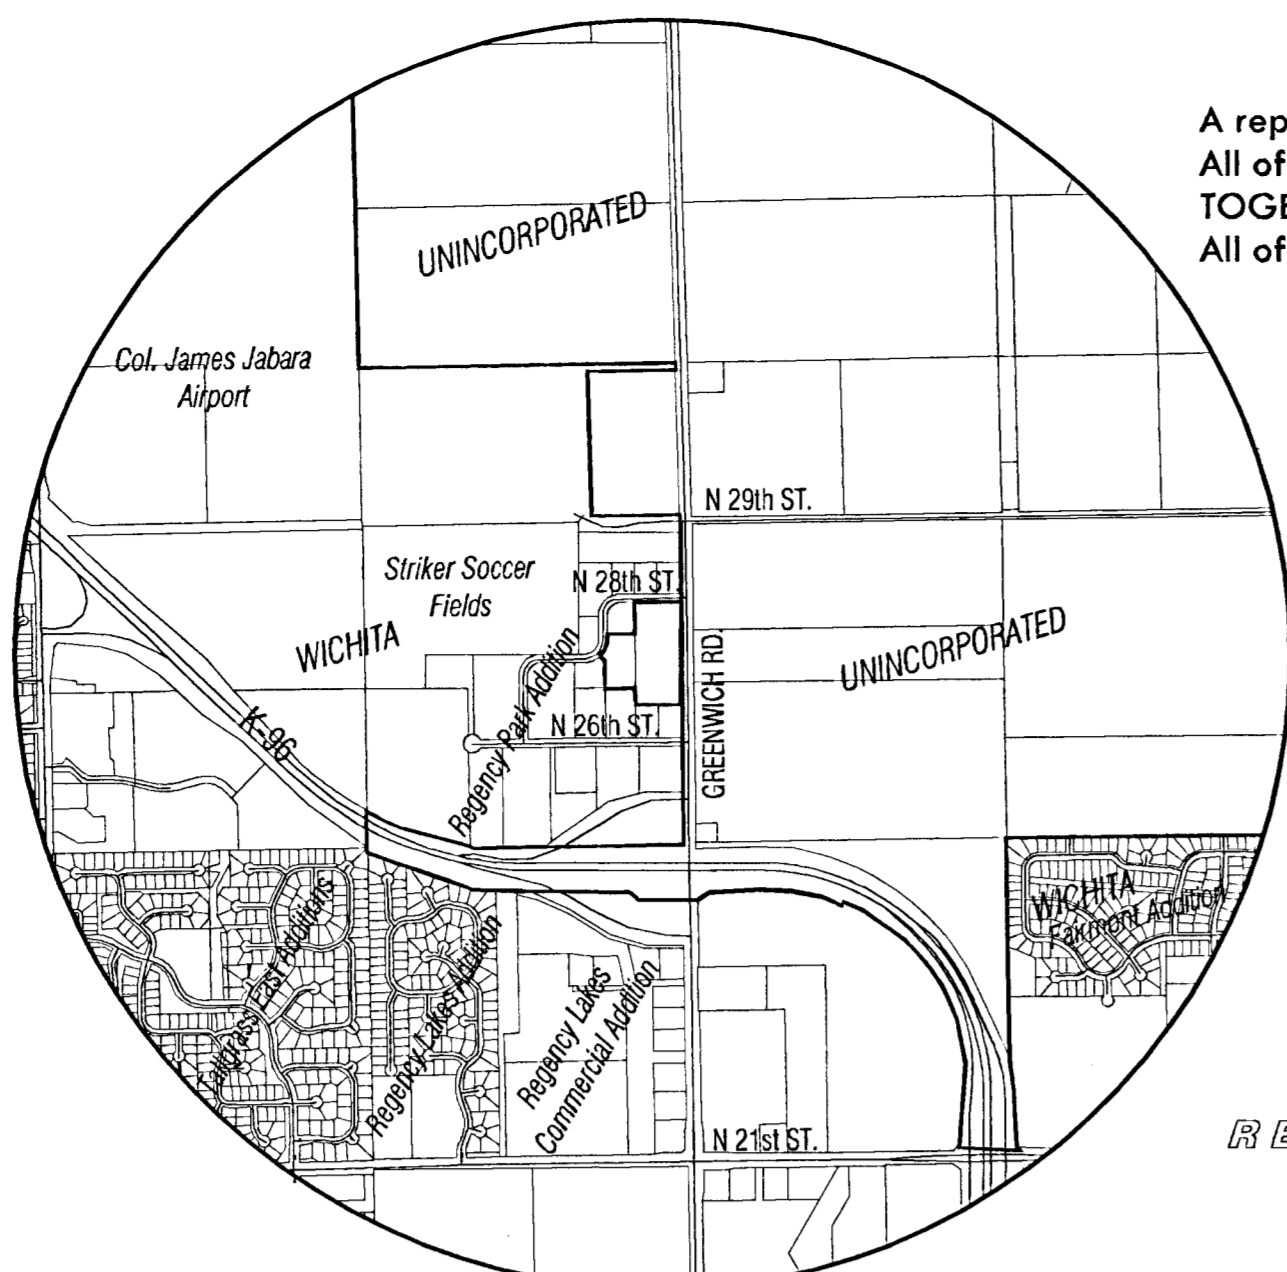 A rep
All of
TOGE
All of
UNINCORPORATED
Col. James Jabara
Airport
N 29th ST.
Striker Soccer
Fields
N 28th ST.
WICHITA
UNINCORPORATED
GREENWICH RD.
Regency Park Addition
N 26th ST.
K-96
WICHITA
Fairmont Addition
Tallgrass East Additions
Regency Lakes Addition
Regency Lakes
Commercial Addition
N 21st ST.
RE